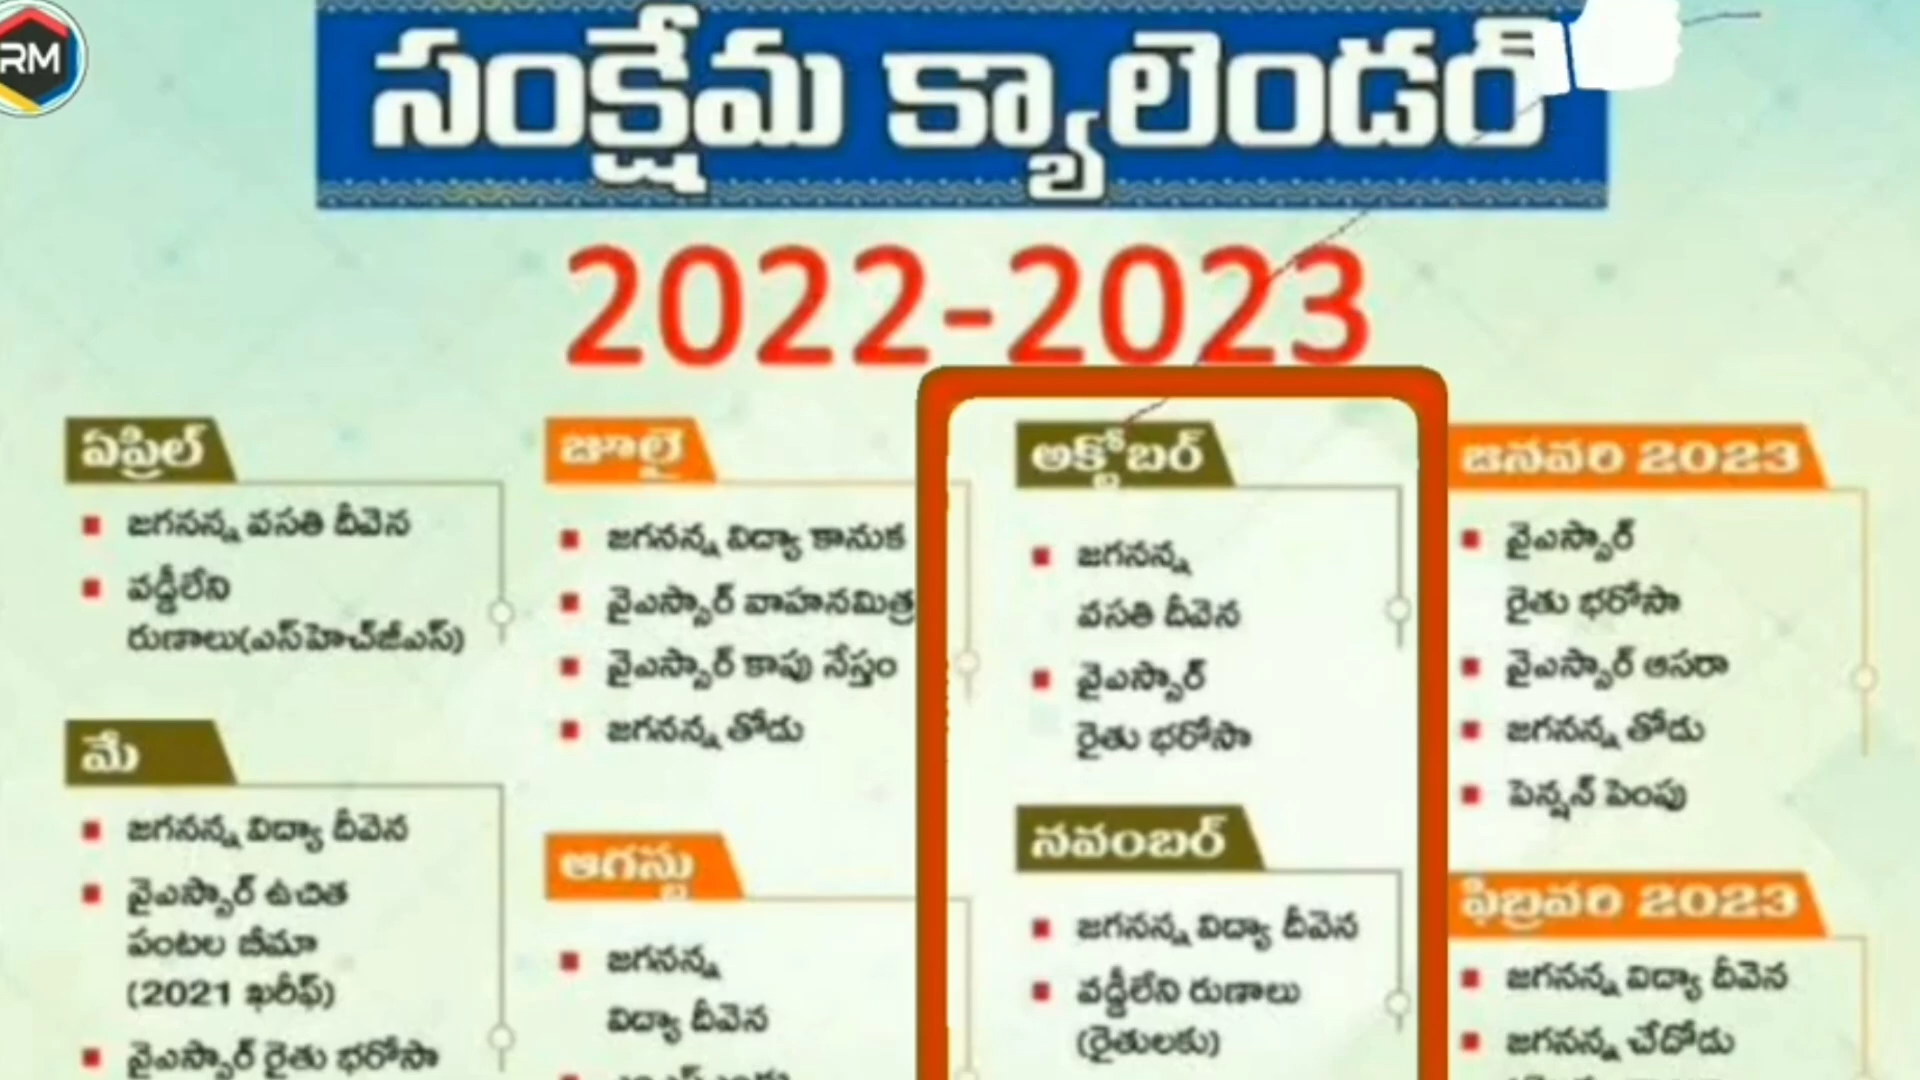 RM
సంక్షేమ క్యాలెండర్
2022-2023
ఏప్రిల్
జగనన్న వసతి దీవెన
వడ్డీలేని
రుణాలు(ఎస్‌హెచ్‌జీఎస్)
మే
జగనన్న విద్యా దీవెన
వైఎస్సార్ ఉచిత
పంటల బీమా
(2021 ఖరీఫ్)
వైఎస్సార్ రైతు భరోసా
జూలై
జగనన్న విద్యా కానుక
వైఎస్సార్ వాహనమిత్ర
వైఎస్సార్ కాపు నేస్తం
జగనన్న తోడు
ఆగస్టు
జగనన్న
విద్యా దీవెన
అక్టోబర్
జగనన్న
వసతి దీవెన
వైఎస్సార్
రైతు భరోసా
నవంబర్
జగనన్న విద్యా దీవెన
వడ్డీలేని రుణాలు
(రైతులకు)
జనవరి 2023
వైఎస్సార్
రైతు భరోసా
వైఎస్సార్ ఆసరా
జగనన్న తోడు
పెన్షన్ పెంపు
ఫిబ్రవరి 2023
జగనన్న విద్యా దీవెన
జగనన్న చేదోడు